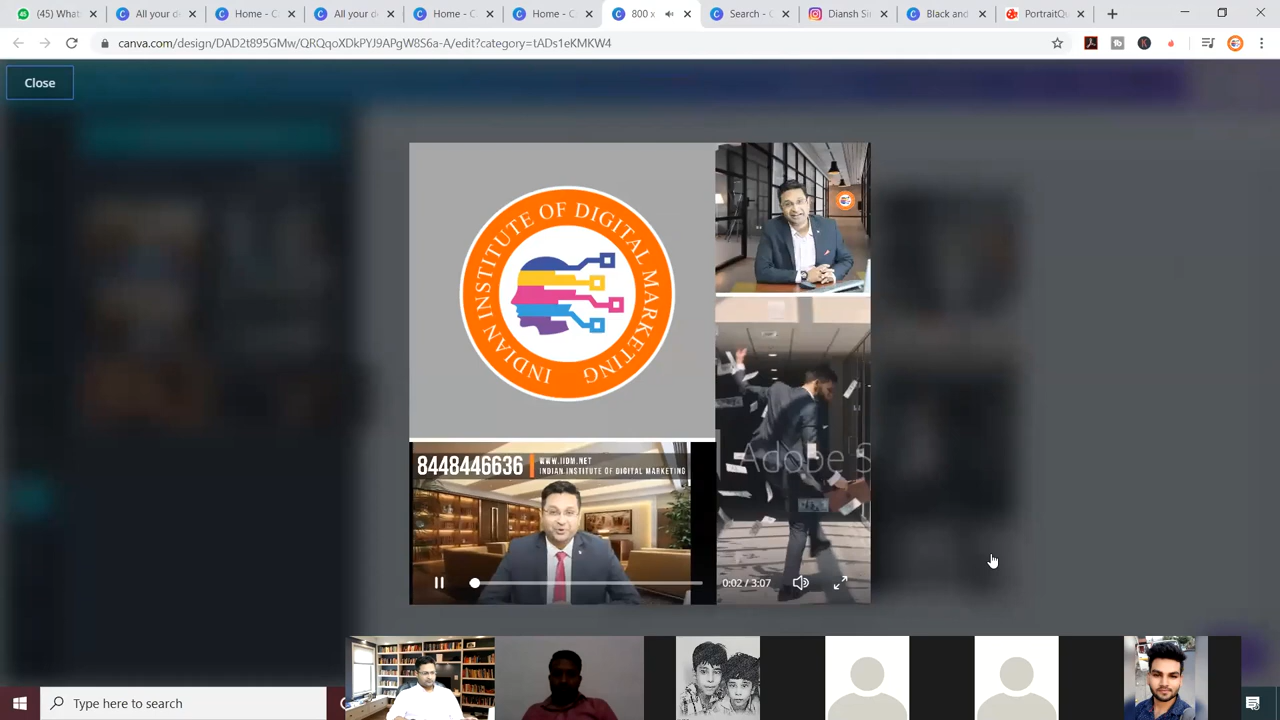 (45) What
All your d
Home - C
All your d
Home - C
Home - C
800 x
Search - C
Diansh Si
Black and
PortraitQu
canva.com/design/DAD2t895GMw/QRQqoXDkPYJ9APgW8S6a-A/edit?category=tADs1eKMKW4
Close
INDIAN INSTITUTE OF DIGITAL MARKETING
8448446636
WWW.IIDM.NET
INDIAN INSTITUTE OF DIGITAL MARKETING
Adobe S
0:02 / 3:07
Type here to search